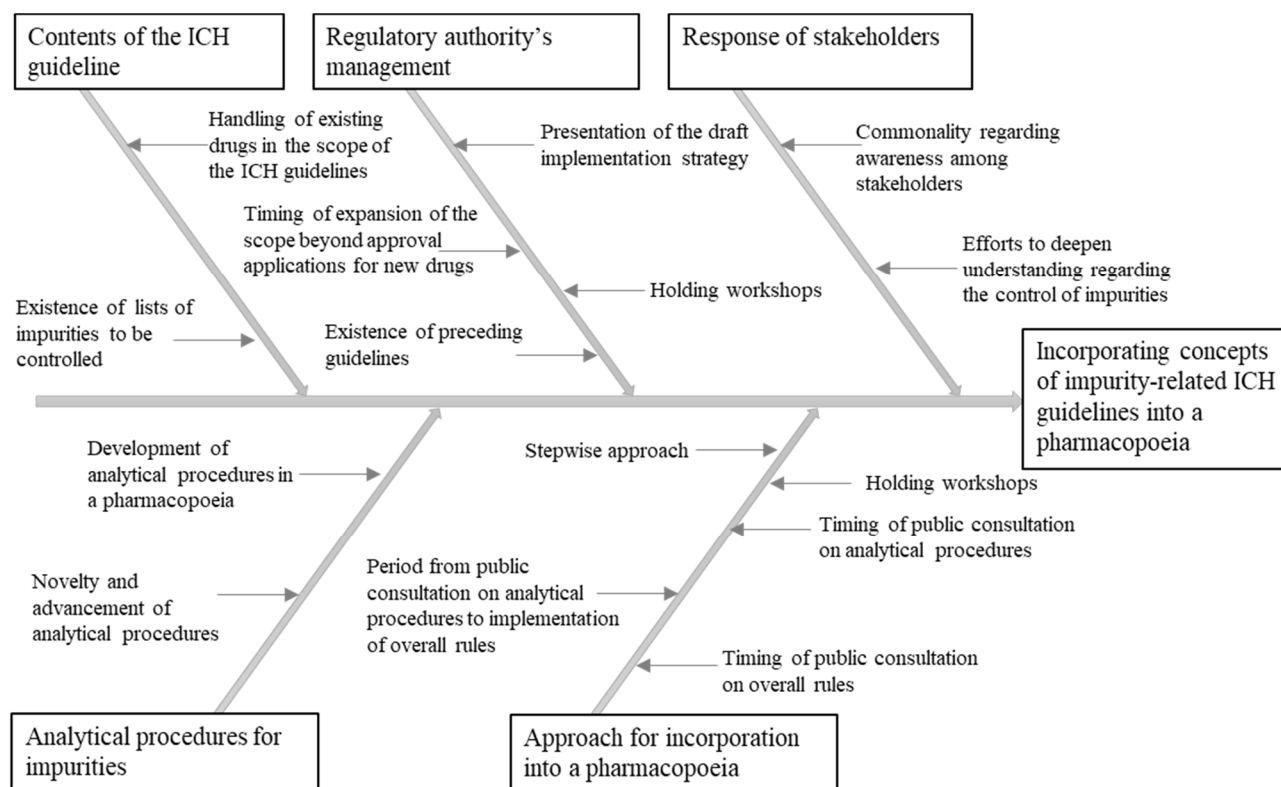 Contents of the ICH
guideline
Regulatory authority's
management
Response of stakeholders
Handling of existing
drugs in the scope of
the ICH guidelines
Existence of lists of
impurities to be
controlled
Presentation of the draft
implementation strategy
Timing of expansion of the
scope beyond approval
applications for new drugs
Holding workshops
Existence of preceding
guidelines
Commonality regarding
awareness among
stakeholders
Efforts to deepen
understanding regarding
the control of impurities
Incorporating concepts
of impurity-related ICH
guidelines into a
pharmacopoeia
Development of
analytical procedures in
a pharmacopoeia
Novelty and
advancement of
analytical procedures
Stepwise approach
Holding workshops
Timing of public consultation
on analytical procedures
Period from public
consultation on analytical
procedures to implementation
of overall rules
Timing of public consultation
on overall rules
Analytical procedures for
impurities
Approach for incorporation
into a pharmacopoeia